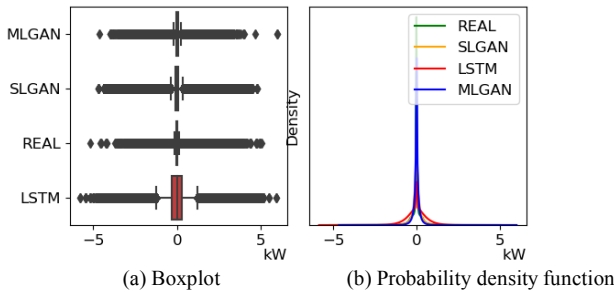 MLGAN
SLGAN
REAL
LSTM
−5 0 5
kW
(a) Boxplot
Density
REAL
SLGAN
LSTM
MLGAN
−5 0 5
kW
(b) Probability density function